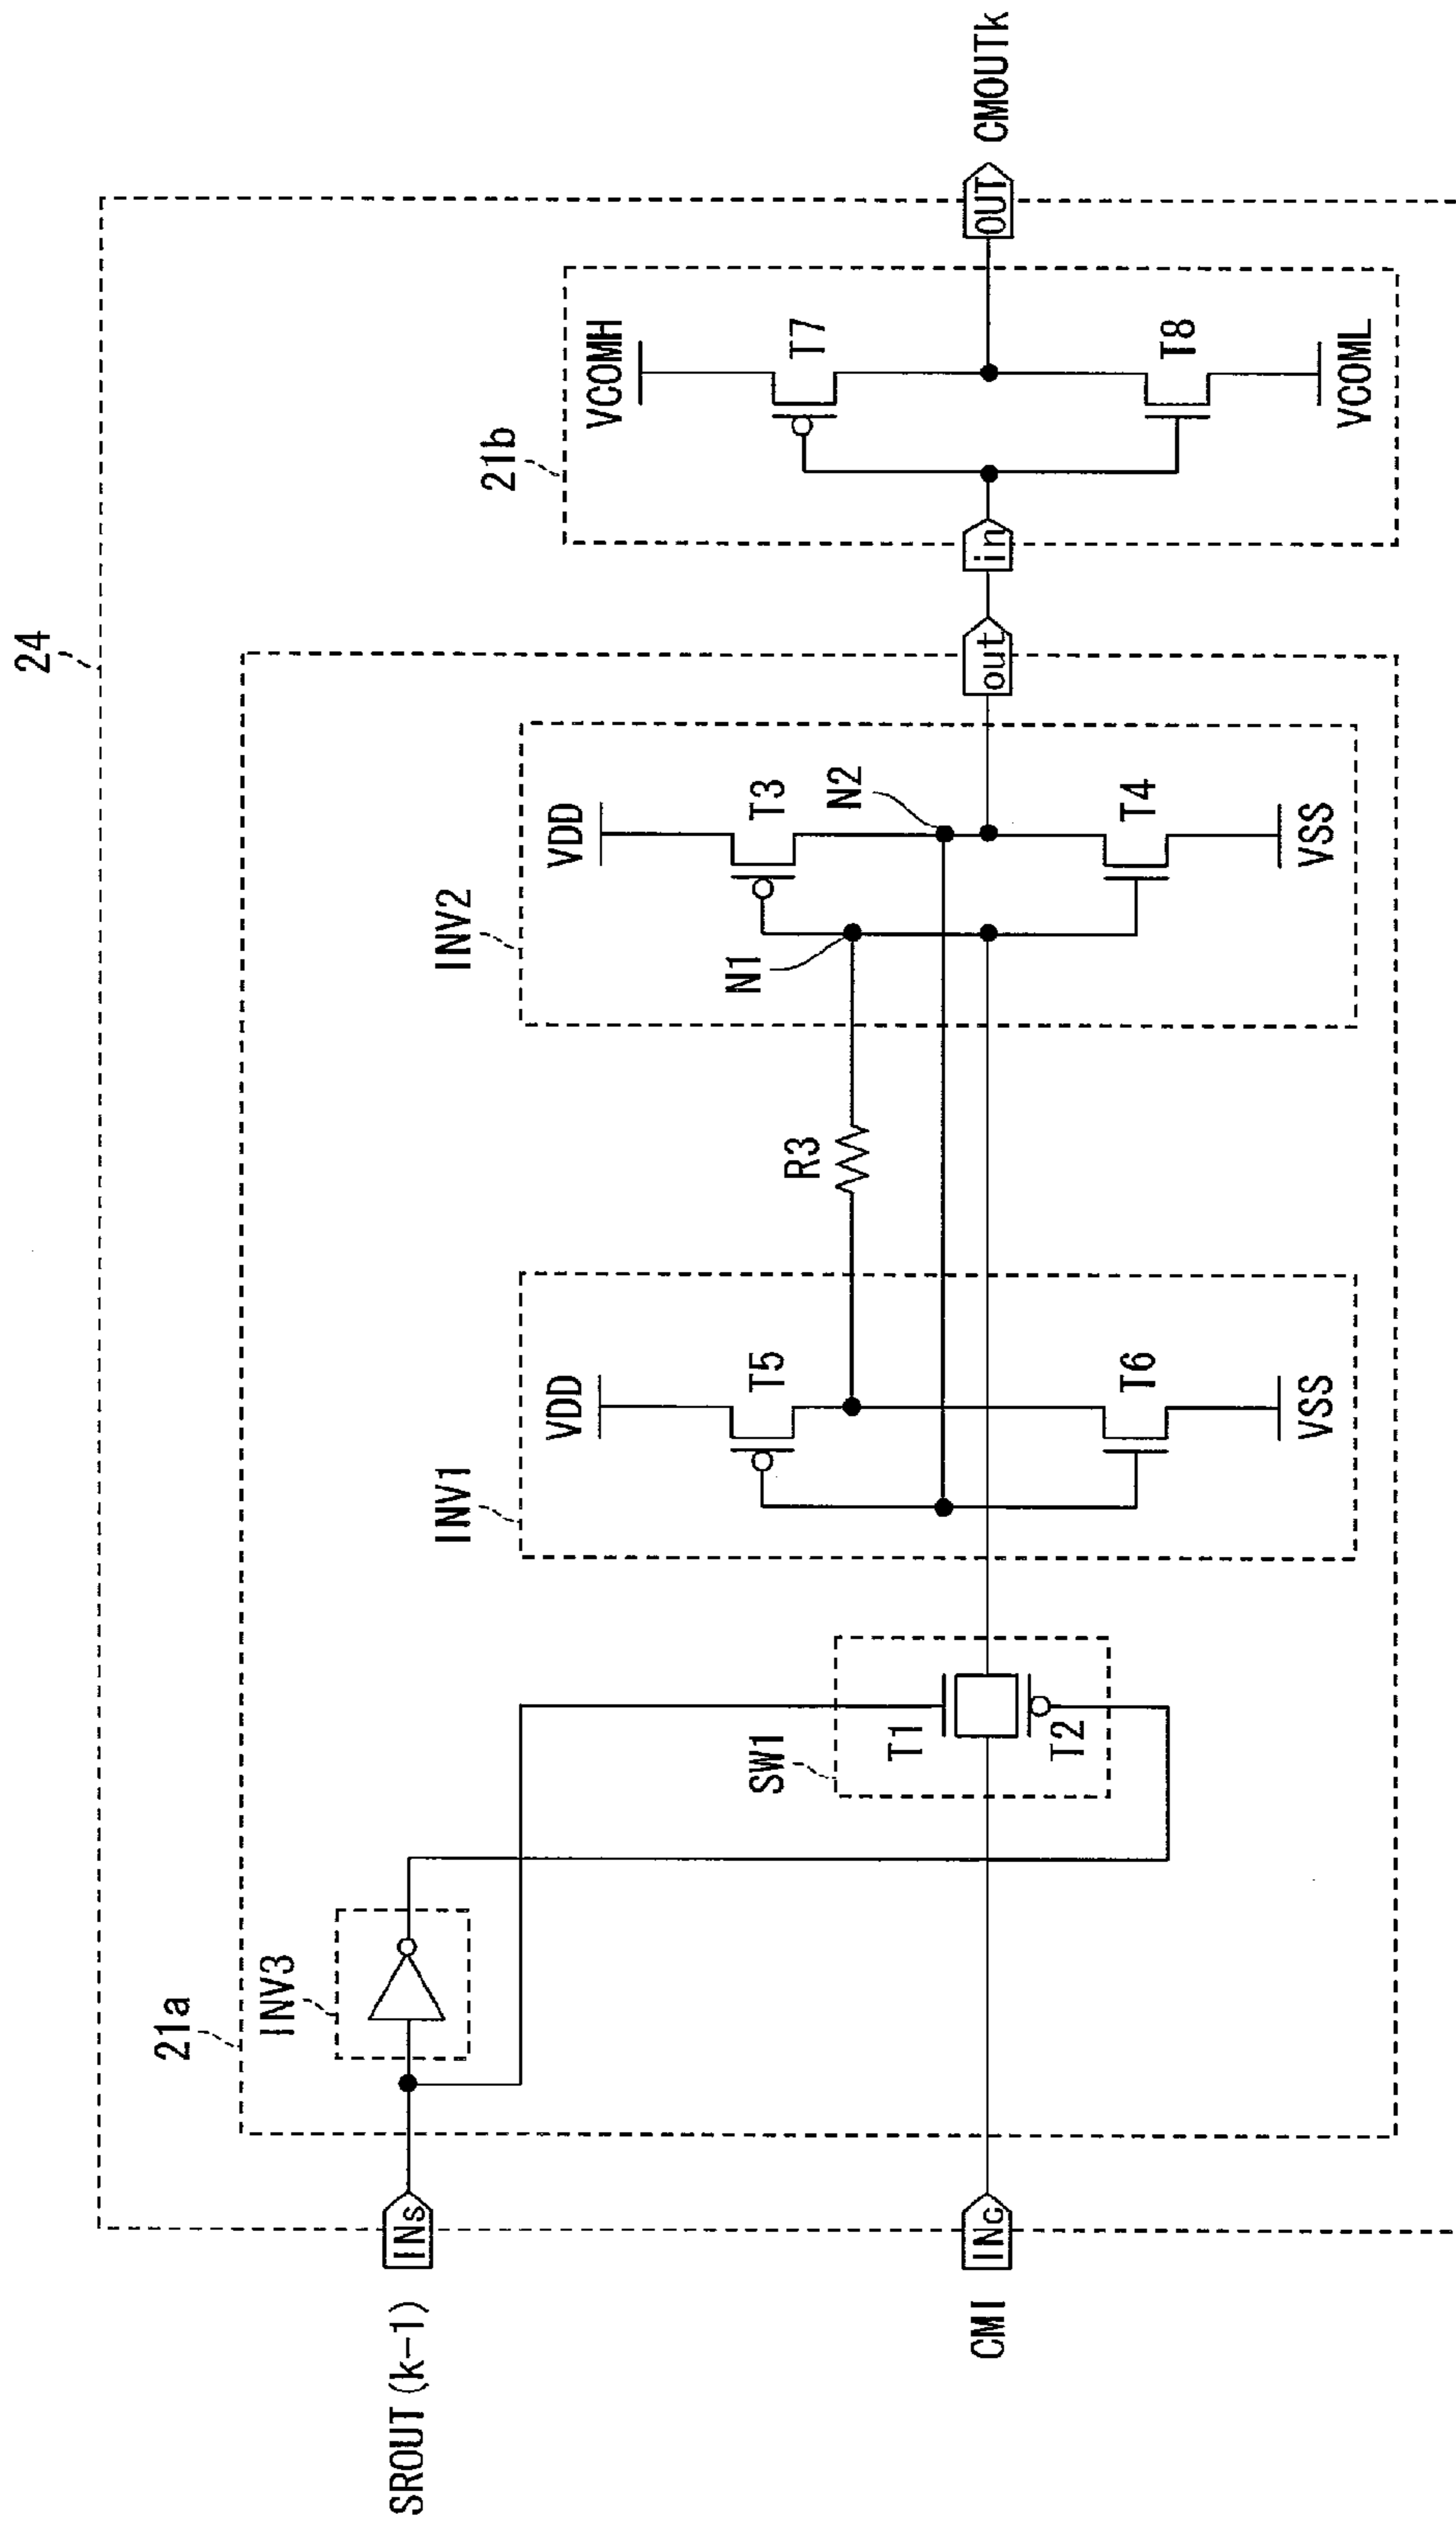 24
21a
21b
INV3
INV1
INV2
VCOMH
VDD
VDD
T7
T5
T3
R3
N1
N2
SROUT(k-1)
INs
SW1
T1
T2
CMI
INc
out
in
OUT
CMOUTk
T6
T4
T8
VSS
VSS
VCOML